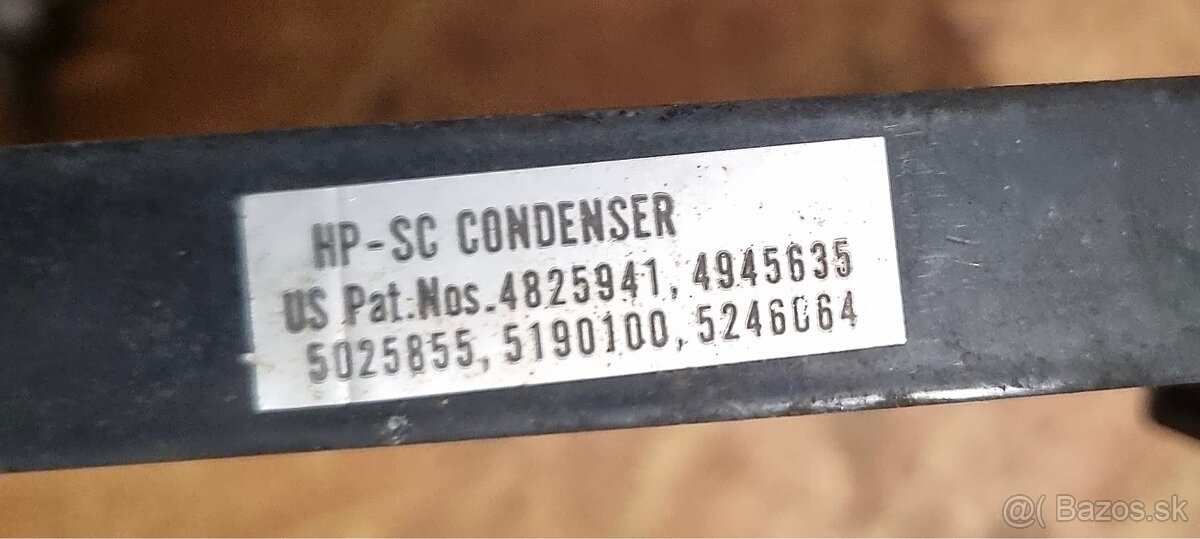 HP-SC CONDENSER
US Pat.Nos.4825941, 4945635
5025855, 5190100, 5246064
@( Bazos.sk